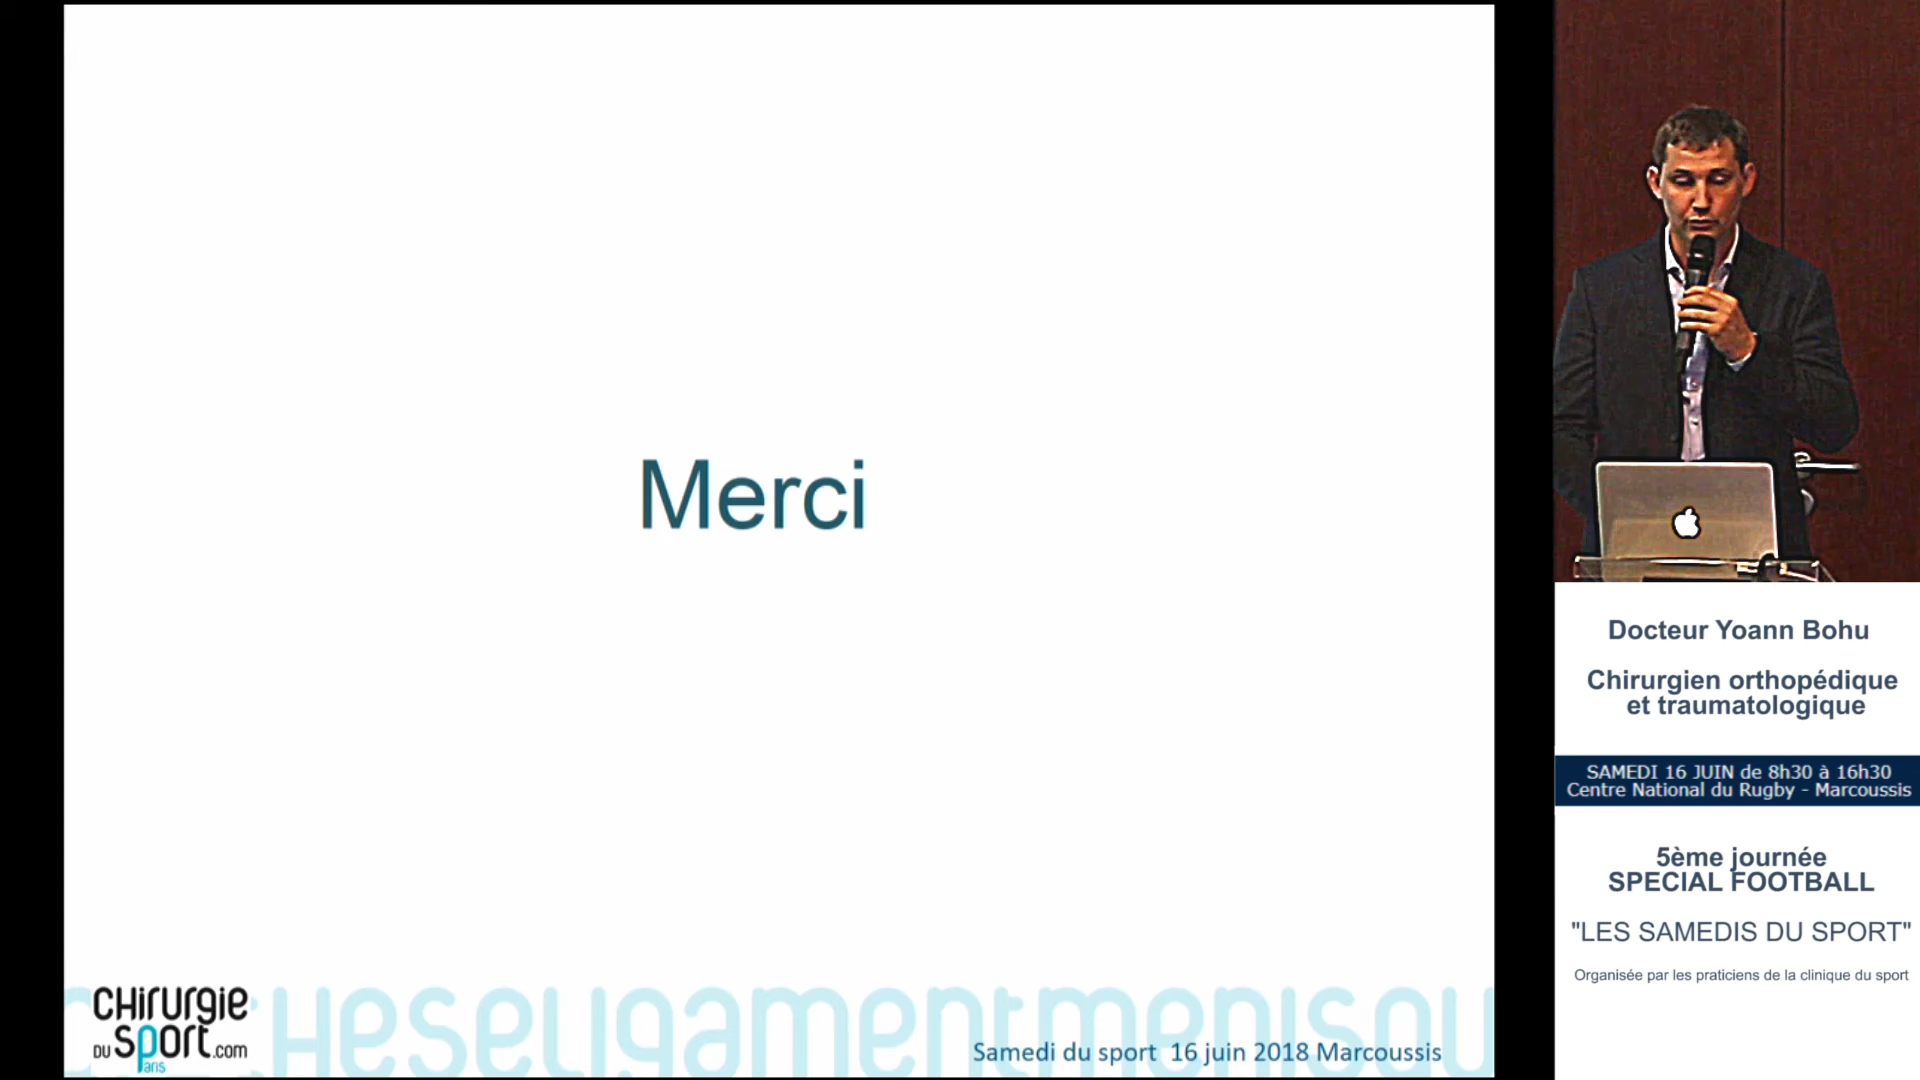 Merci
CHirurgie
DU Sport.com
Paris
HeseLigamentmenisqu
Samedi du sport 16 juin 2018 Marcoussis
Docteur Yoann Bohu
Chirurgien orthopédique
et traumatologique
SAMEDI 16 JUIN de 8h30 à 16h30
Centre National du Rugby - Marcoussis
5ème journée
SPECIAL FOOTBALL
"LES SAMEDIS DU SPORT"
Organisée par les praticiens de la clinique du sport